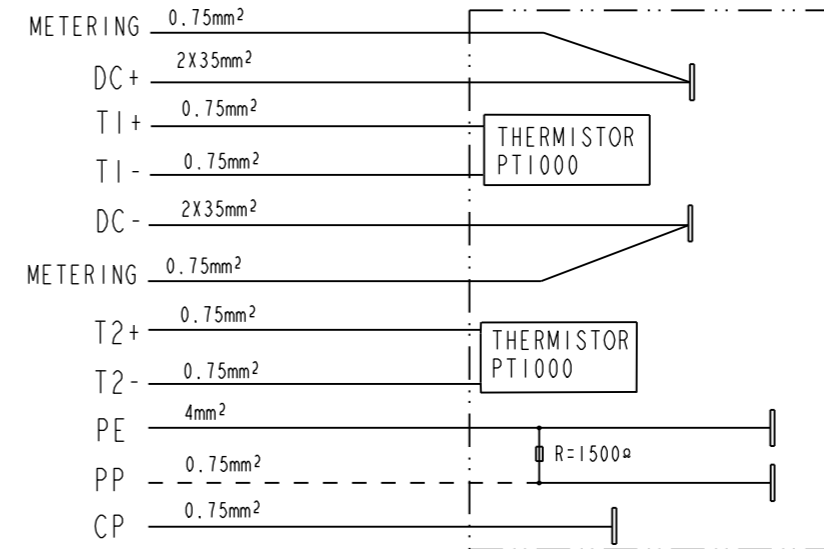 METERING 0.75mm²
DC+ 2X35mm²
T1+ 0.75mm²
THERMISTOR
PT1000
T1- 0.75mm²
DC- 2X35mm²
METERING 0.75mm²
T2+ 0.75mm²
THERMISTOR
PT1000
T2- 0.75mm²
PE 4mm²
R=1500Ω
PP 0.75mm²
CP 0.75mm²